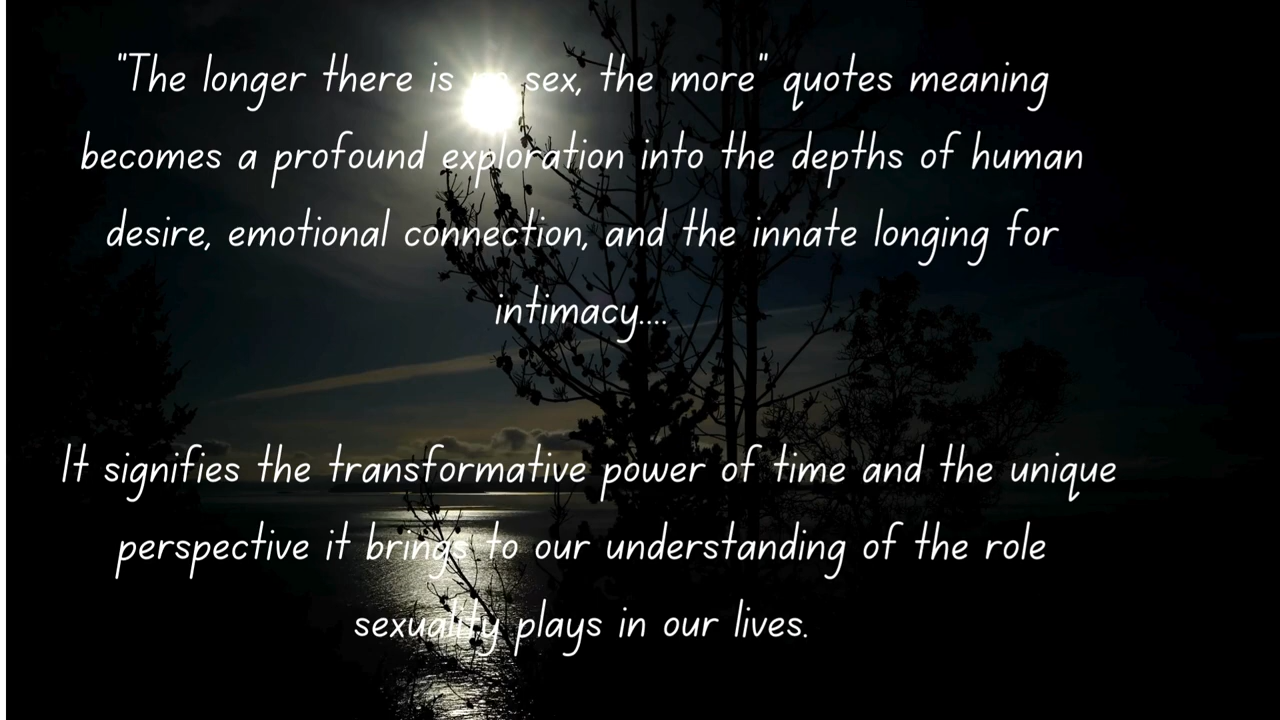 "The longer there is no sex, the more" quotes meaning
becomes a profound exploration into the depths of human
desire, emotional connection, and the innate longing for
intimacy....
It signifies the transformative power of time and the unique
perspective it brings to our understanding of the role
sexuality plays in our lives.